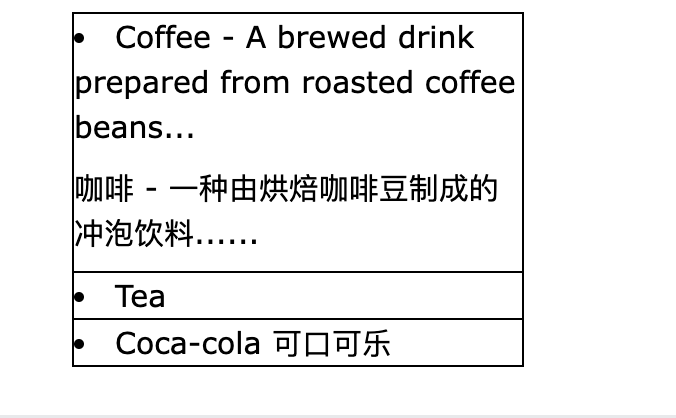 • Coffee - A brewed drink
prepared from roasted coffee
beans...
咖啡 - 一种由烘焙咖啡豆制成的
冲泡饮料......
• Tea
• Coca-cola 可口可乐